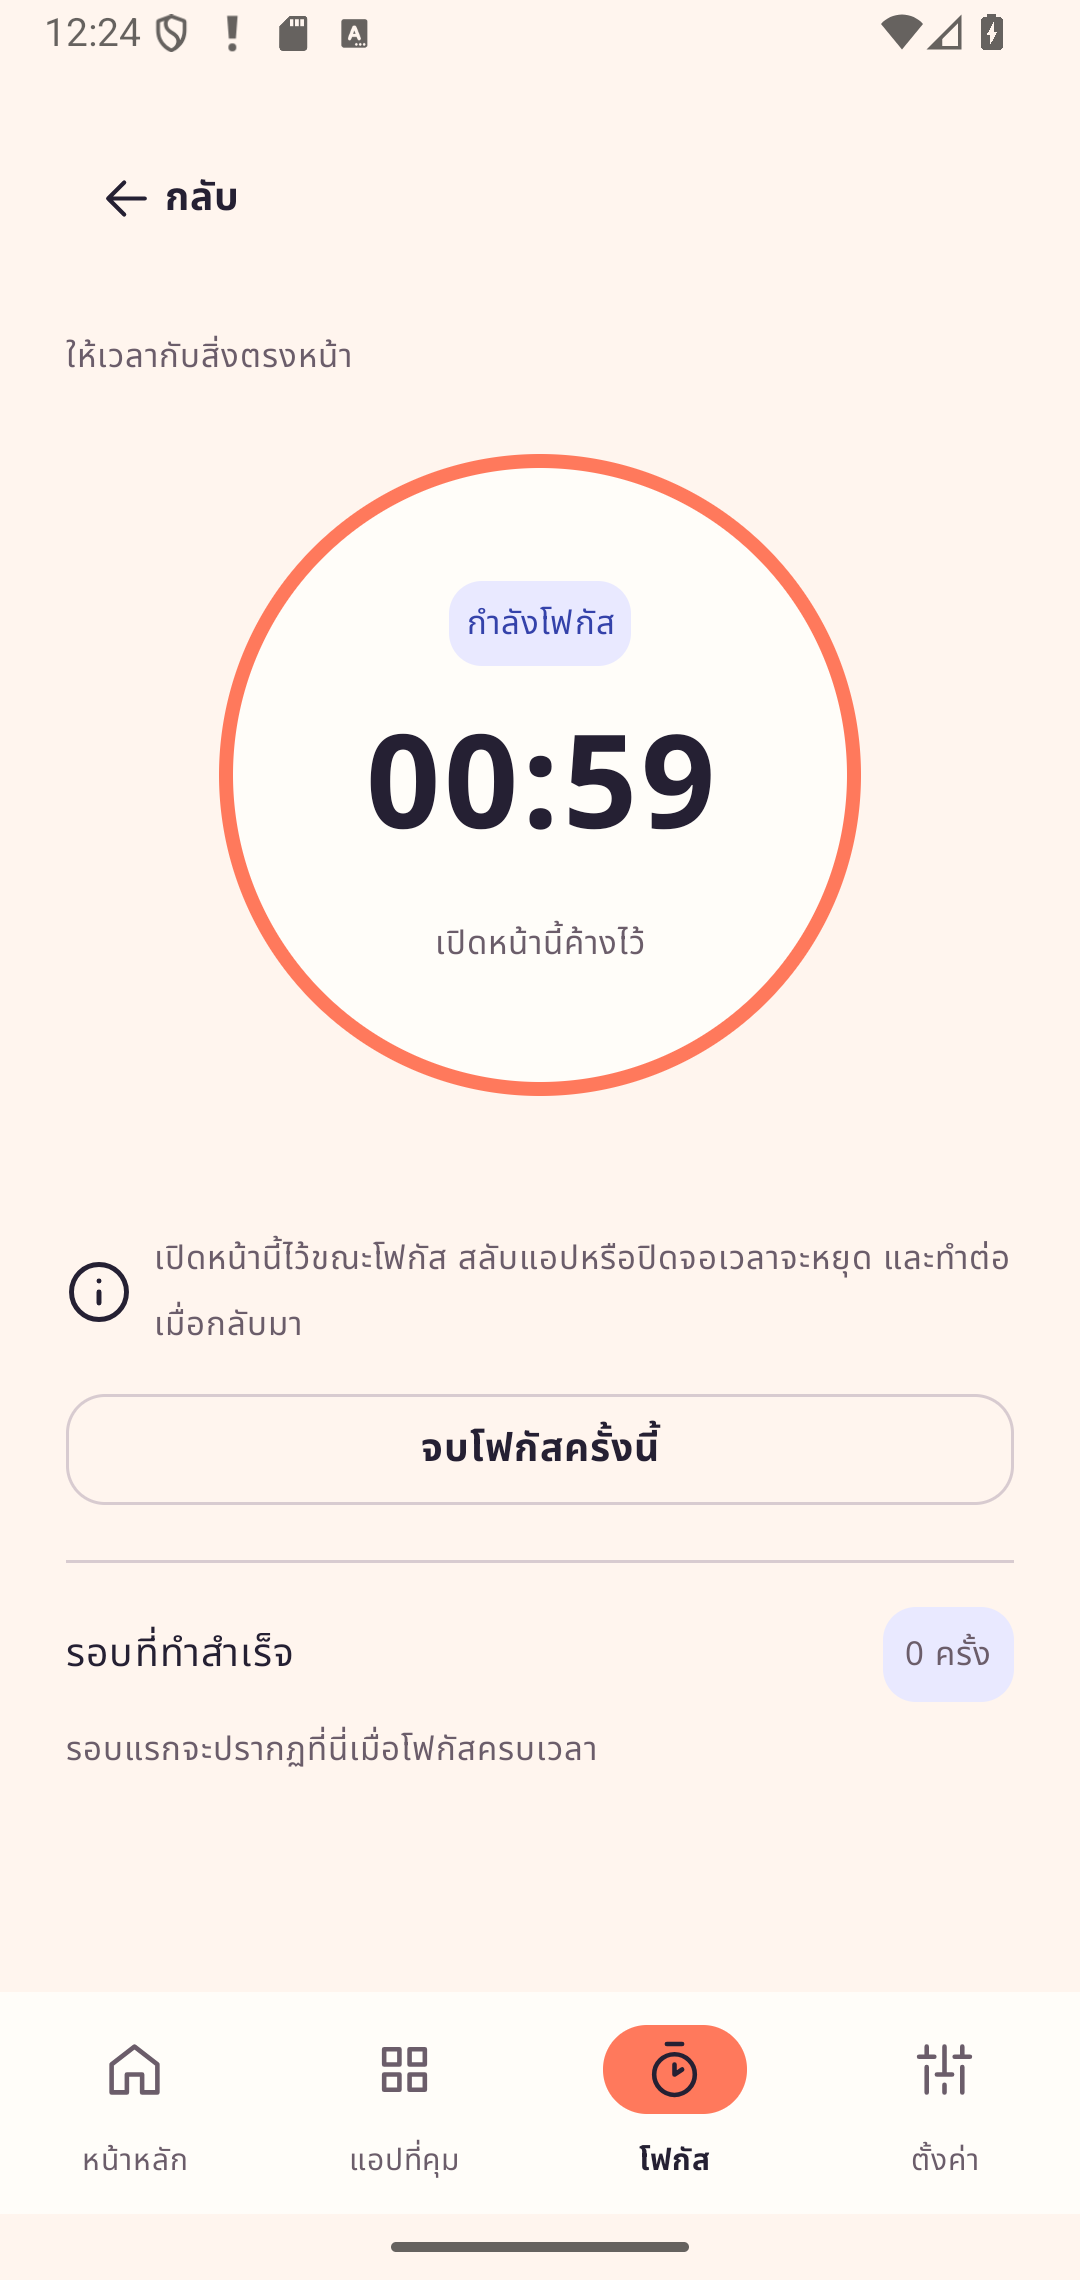 12:24
กลับ
ให้เวลากับสิ่งตรงหน้า
กำลังโฟกัส
00:59
เปิดหน้านี้ค้างไว้
เปิดหน้านี้ไว้ขณะโฟกัส สลับแอปหรือปิดจอเวลาจะหยุด และทำต่อ
เมื่อกลับมา
จบโฟกัสครั้งนี้
รอบที่ทำสำเร็จ
0 ครั้ง
รอบแรกจะปรากฏที่นี่เมื่อโฟกัสครบเวลา
หน้าหลัก
แอปที่คุม
โฟกัส
ตั้งค่า